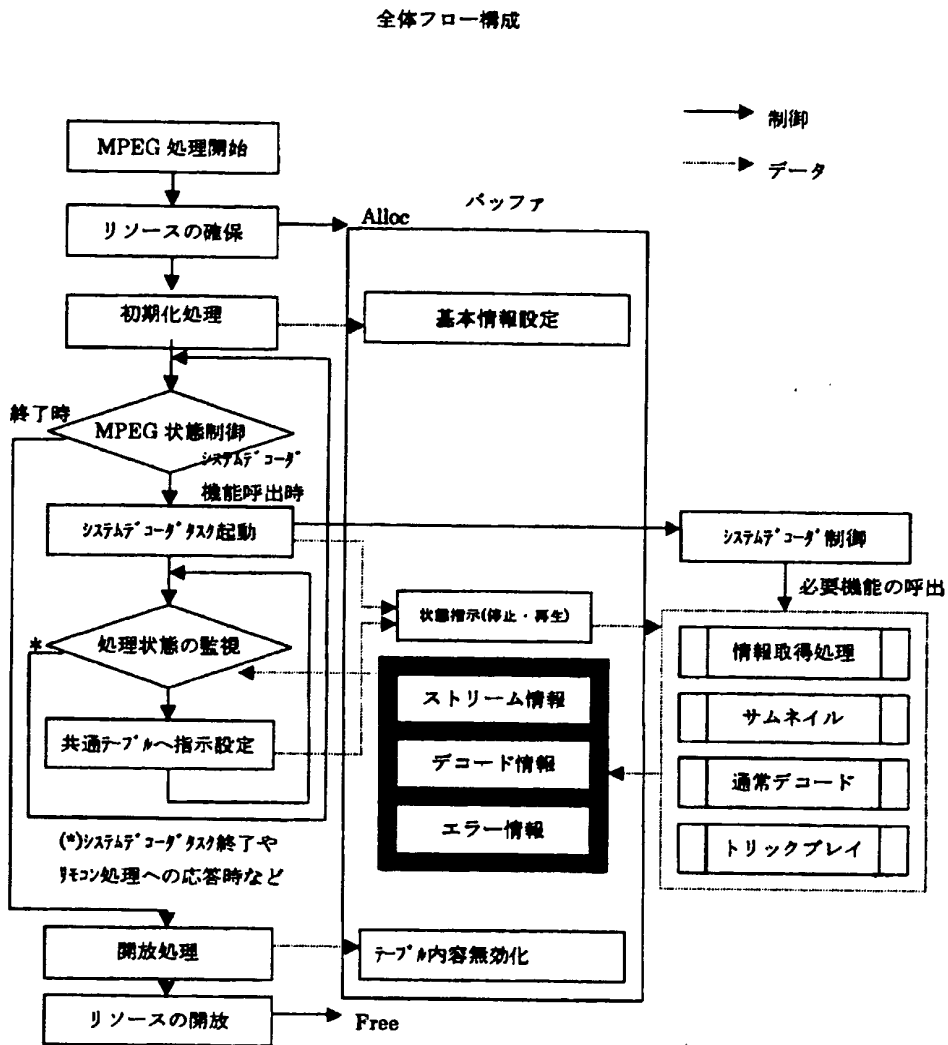 全体フロー構成
制御
データ
MPEG 処理開始
バッファ
リソースの確保
Alloc
初期化処理
基本情報設定
終了時
MPEG 状態制御
ｼｽﾃﾑﾃﾞｺｰﾀﾞ
機能呼出時
ｼｽﾃﾑﾃﾞｺｰﾀﾞﾀｽｸ起動
ｼｽﾃﾑﾃﾞｺｰﾀﾞ制御
必要機能の呼出
状態指示(停止・再生)
*
処理状態の監視
情報取得処理
ストリーム情報
サムネイル
共通ﾃｰﾌﾞﾙへ指示設定
デコード情報
通常デコード
エラー情報
トリックプレイ
(*)ｼｽﾃﾑﾃﾞｺｰﾀﾞﾀｽｸ終了や
ﾘﾓｺﾝ処理への応答時など
開放処理
ﾃｰﾌﾞﾙ内容無効化
リソースの開放
Free